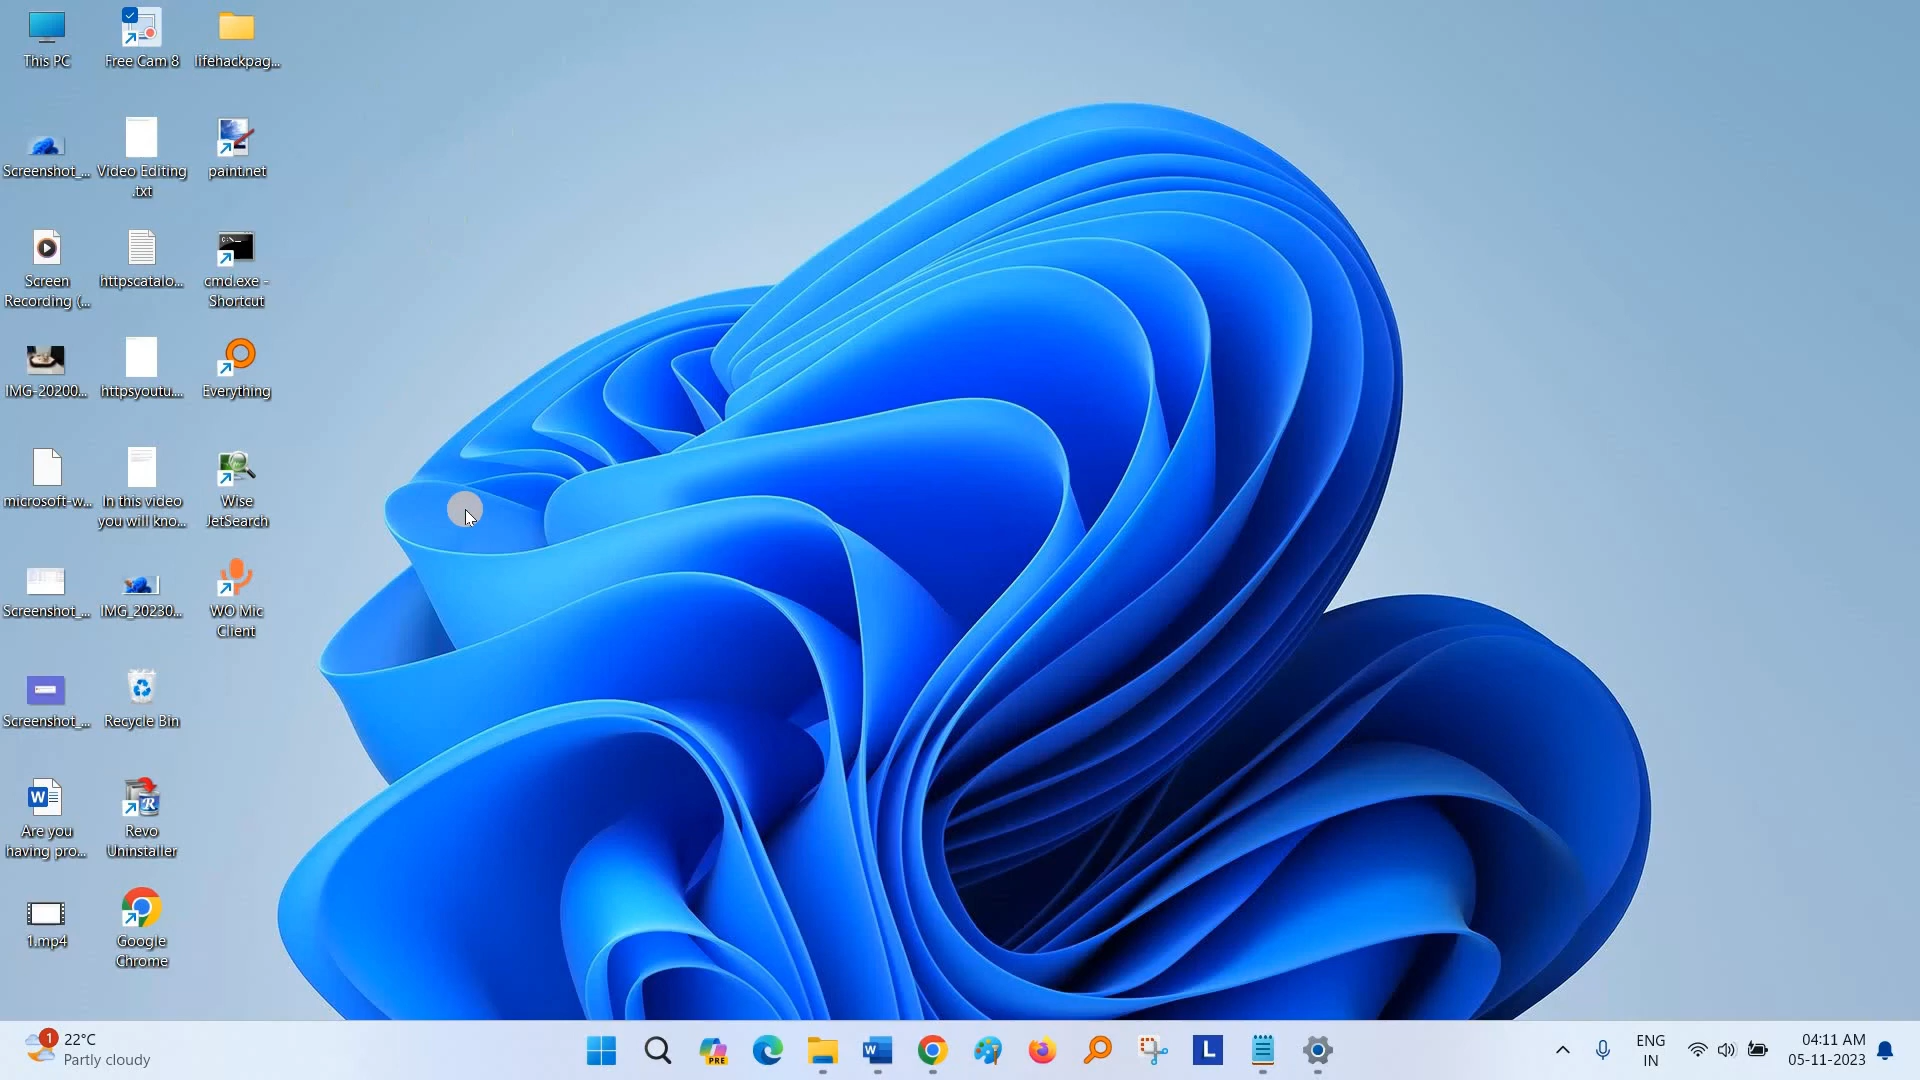 This PC
Free Cam 8
lifehackpag...
Screenshot_...
Video Editing
.txt
paint.net
Screen
Recording (...
httpscatalo...
cmd.exe -
Shortcut
IMG-20200...
httpsyoutu....
Everything
microsoft-w...
In this video
you will kno...
Wise
JetSearch
Screenshot_...
IMG_20230...
WO Mic
Client
Screenshot_...
Recycle Bin
Are you
having pro...
Revo
Uninstaller
1.mp4
Google
Chrome
1
22°C
Partly cloudy
PRE
W
L
ENG
IN
04:11 AM
05-11-2023